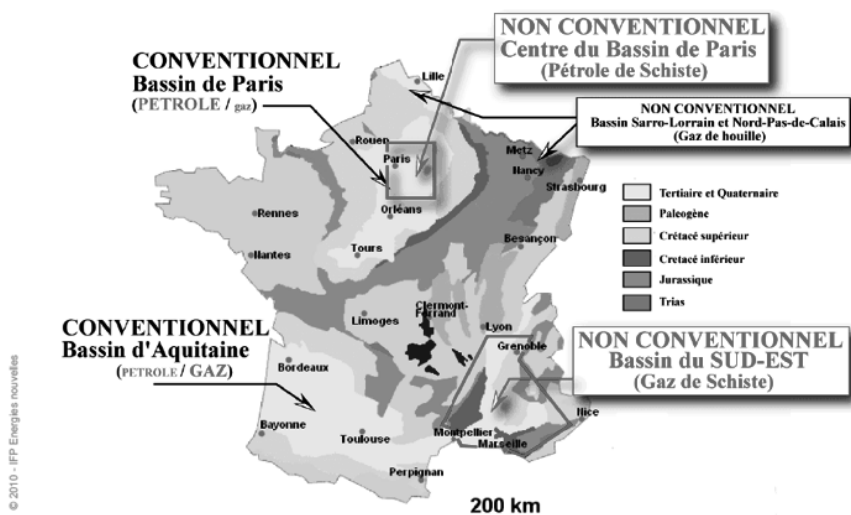 NON CONVENTIONNEL
Centre du Bassin de Paris
(Pétrole de Schiste)
CONVENTIONNEL
Bassin de Paris
(PETROLE / gaz)
NON CONVENTIONNEL
Bassin Sarro-Lorrain et Nord-Pas-de-Calais
(Gaz de houille)
Lille
Rouen
Paris
Metz
Nancy
Strasbourg
Orléans
Rennes
Nantes
Tours
Besançon
Tertiaire et Quaternaire
Paleogène
Crétacé supérieur
Cretacé inférieur
Jurassique
Trias
CONVENTIONNEL
Bassin d'Aquitaine
(PETROLE / GAZ)
Limoges
Clermont-
Ferrand
Lyon
Grenoble
NON CONVENTIONNEL
Bassin du SUD-EST
(Gaz de Schiste)
Bordeaux
Bayonne
Toulouse
Montpellier
Marseille
Nice
Perpignan
200 km
© 2010 - IFP Energies nouvelles